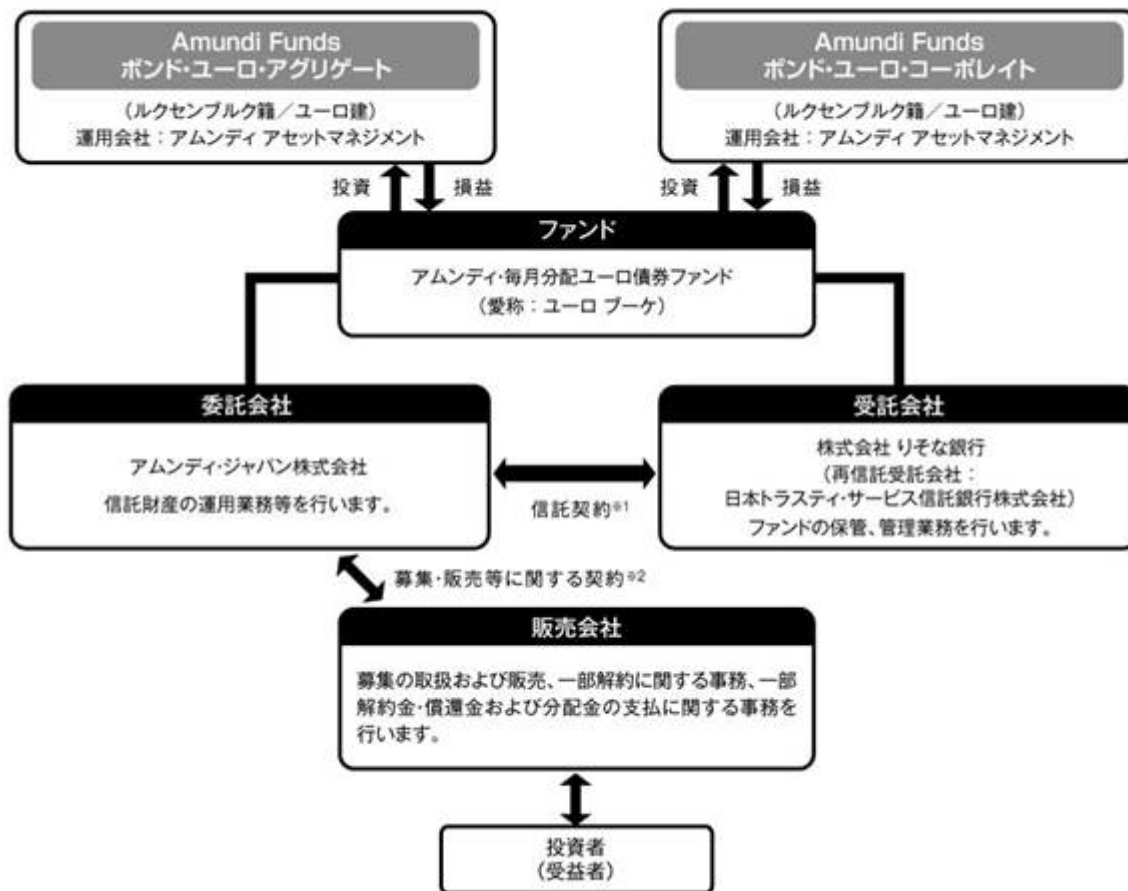 Amundi Funds
ボンド・ユーロ・アグリゲート
(ルクセンブルク籍/ユーロ建)
運用会社:アムンディ アセットマネジメント
Amundi Funds
ボンド・ユーロ・コーポレイト
(ルクセンブルク籍/ユーロ建)
運用会社:アムンディ アセットマネジメント
投資
損益
投資
損益
ファンド
アムンディ・毎月分配ユーロ債券ファンド
(愛称:ユーロ ブーケ)
委託会社
アムンディ・ジャパン株式会社
信託財産の運用業務等を行います。
信託契約※1
受託会社
株式会社 りそな銀行
(再信託受託会社:
日本トラスティ・サービス信託銀行株式会社)
ファンドの保管、管理業務を行います。
募集・販売等に関する契約※2
販売会社
募集の取扱および販売、一部解約に関する事務、一部
解約金・償還金および分配金の支払に関する事務を
行います。
投資者
(受益者)